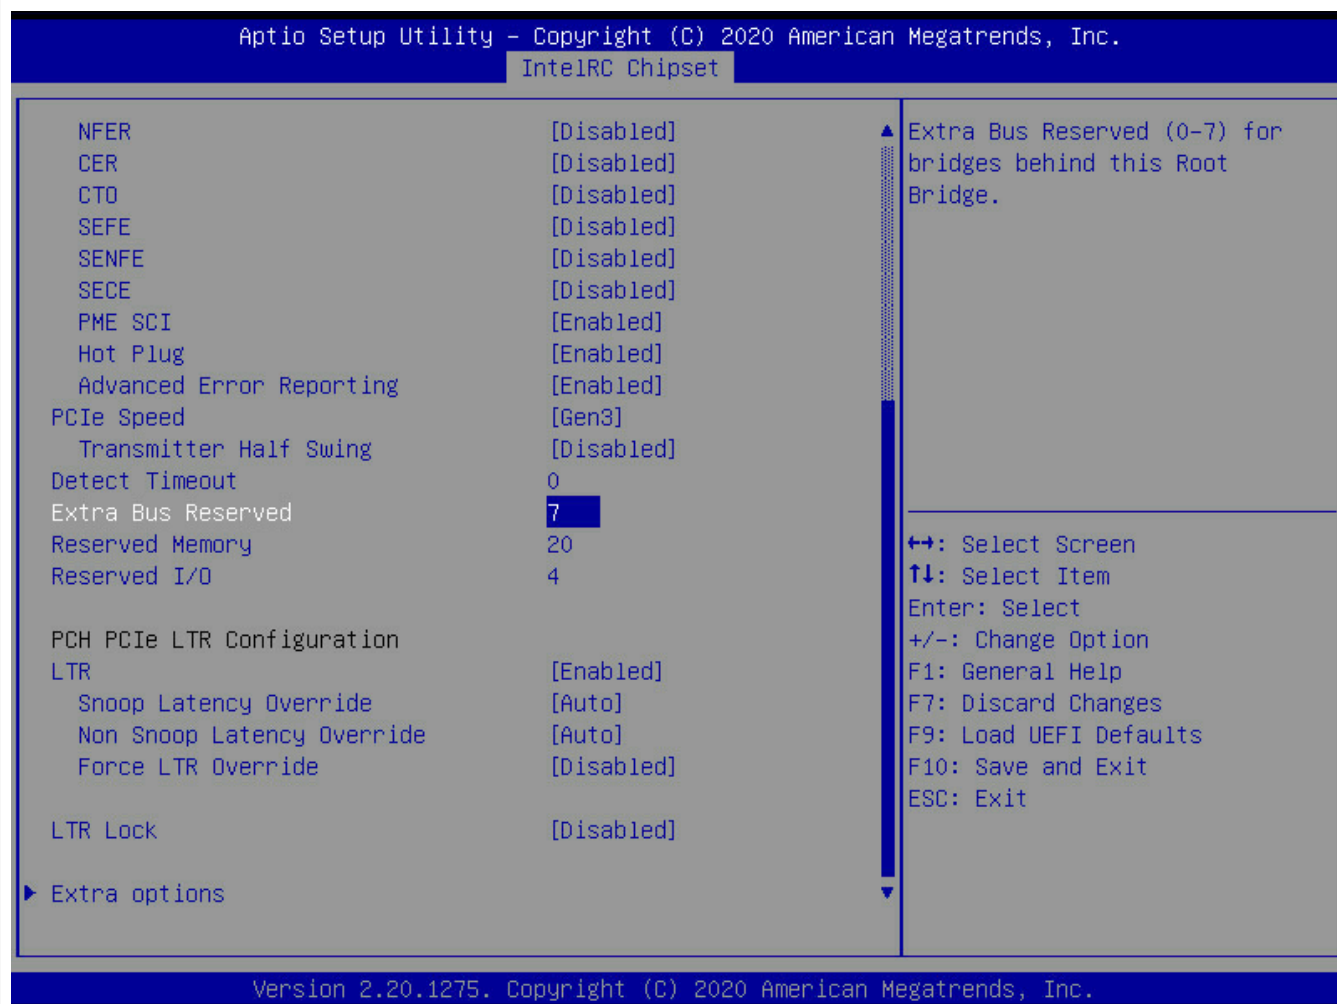 Aptio Setup Utility – Copyright (C) 2020 American Megatrends, Inc.
IntelRC Chipset
NFER [Disabled]
CER [Disabled]
CTO [Disabled]
SEFE [Disabled]
SENFE [Disabled]
SECE [Disabled]
PME SCI [Enabled]
Hot Plug [Enabled]
Advanced Error Reporting [Enabled]
PCIe Speed [Gen3]
Transmitter Half Swing [Disabled]
Detect Timeout 0
Extra Bus Reserved 7
Reserved Memory 20
Reserved I/O 4
PCH PCIe LTR Configuration
LTR [Enabled]
Snoop Latency Override [Auto]
Non Snoop Latency Override [Auto]
Force LTR Override [Disabled]
LTR Lock [Disabled]
Extra options
Extra Bus Reserved (0-7) for
bridges behind this Root
Bridge.
↔: Select Screen
↑↓: Select Item
Enter: Select
+/-: Change Option
F1: General Help
F7: Discard Changes
F9: Load UEFI Defaults
F10: Save and Exit
ESC: Exit
Version 2.20.1275. Copyright (C) 2020 American Megatrends, Inc.